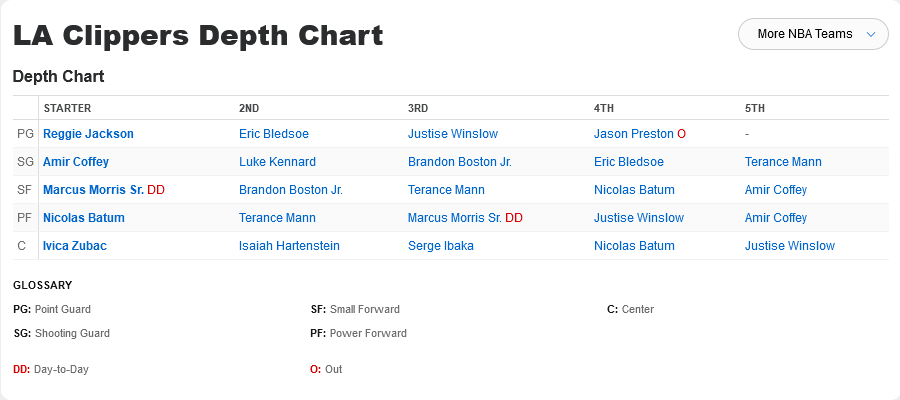 LA Clippers Depth Chart
More NBA Teams
Depth Chart
STARTER 2ND 3RD 4TH 5TH
PG Reggie Jackson Eric Bledsoe Justise Winslow Jason Preston O -
SG Amir Coffey Luke Kennard Brandon Boston Jr. Eric Bledsoe Terance Mann
SF Marcus Morris Sr. DD Brandon Boston Jr. Terance Mann Nicolas Batum Amir Coffey
PF Nicolas Batum Terance Mann Marcus Morris Sr. DD Justise Winslow Amir Coffey
C Ivica Zubac Isaiah Hartenstein Serge Ibaka Nicolas Batum Justise Winslow
GLOSSARY
PG: Point Guard SF: Small Forward C: Center
SG: Shooting Guard PF: Power Forward
DD: Day-to-Day O: Out